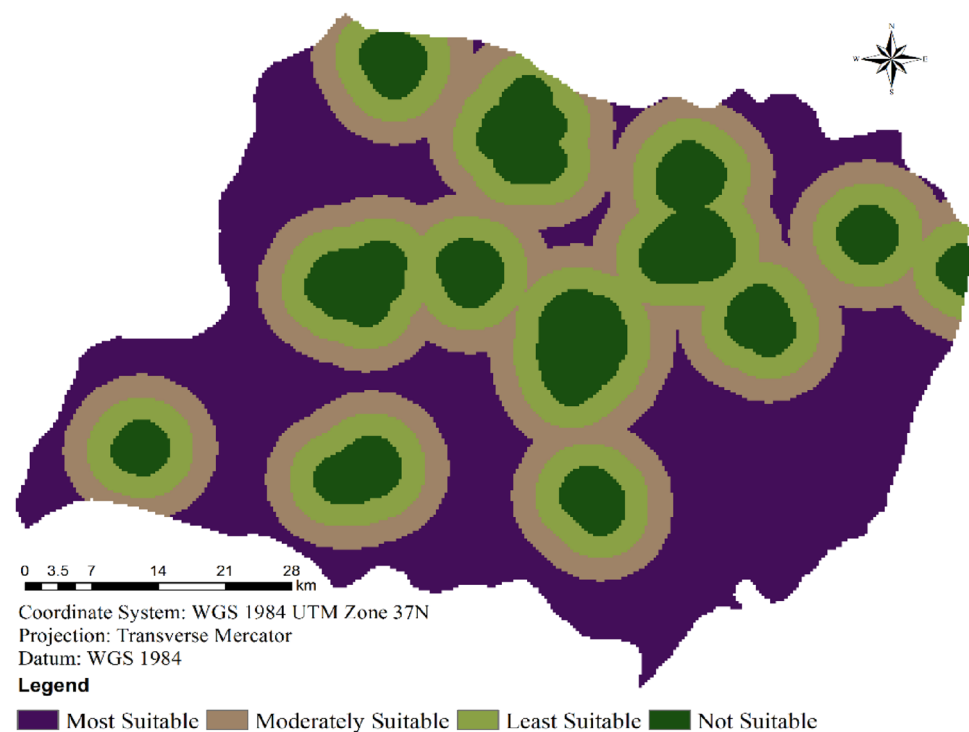 N
W E
S
0 3.5 7 14 21 28
km
Coordinate System: WGS 1984 UTM Zone 37N
Projection: Transverse Mercator
Datum: WGS 1984
Legend
Most Suitable Moderately Suitable Least Suitable Not Suitable